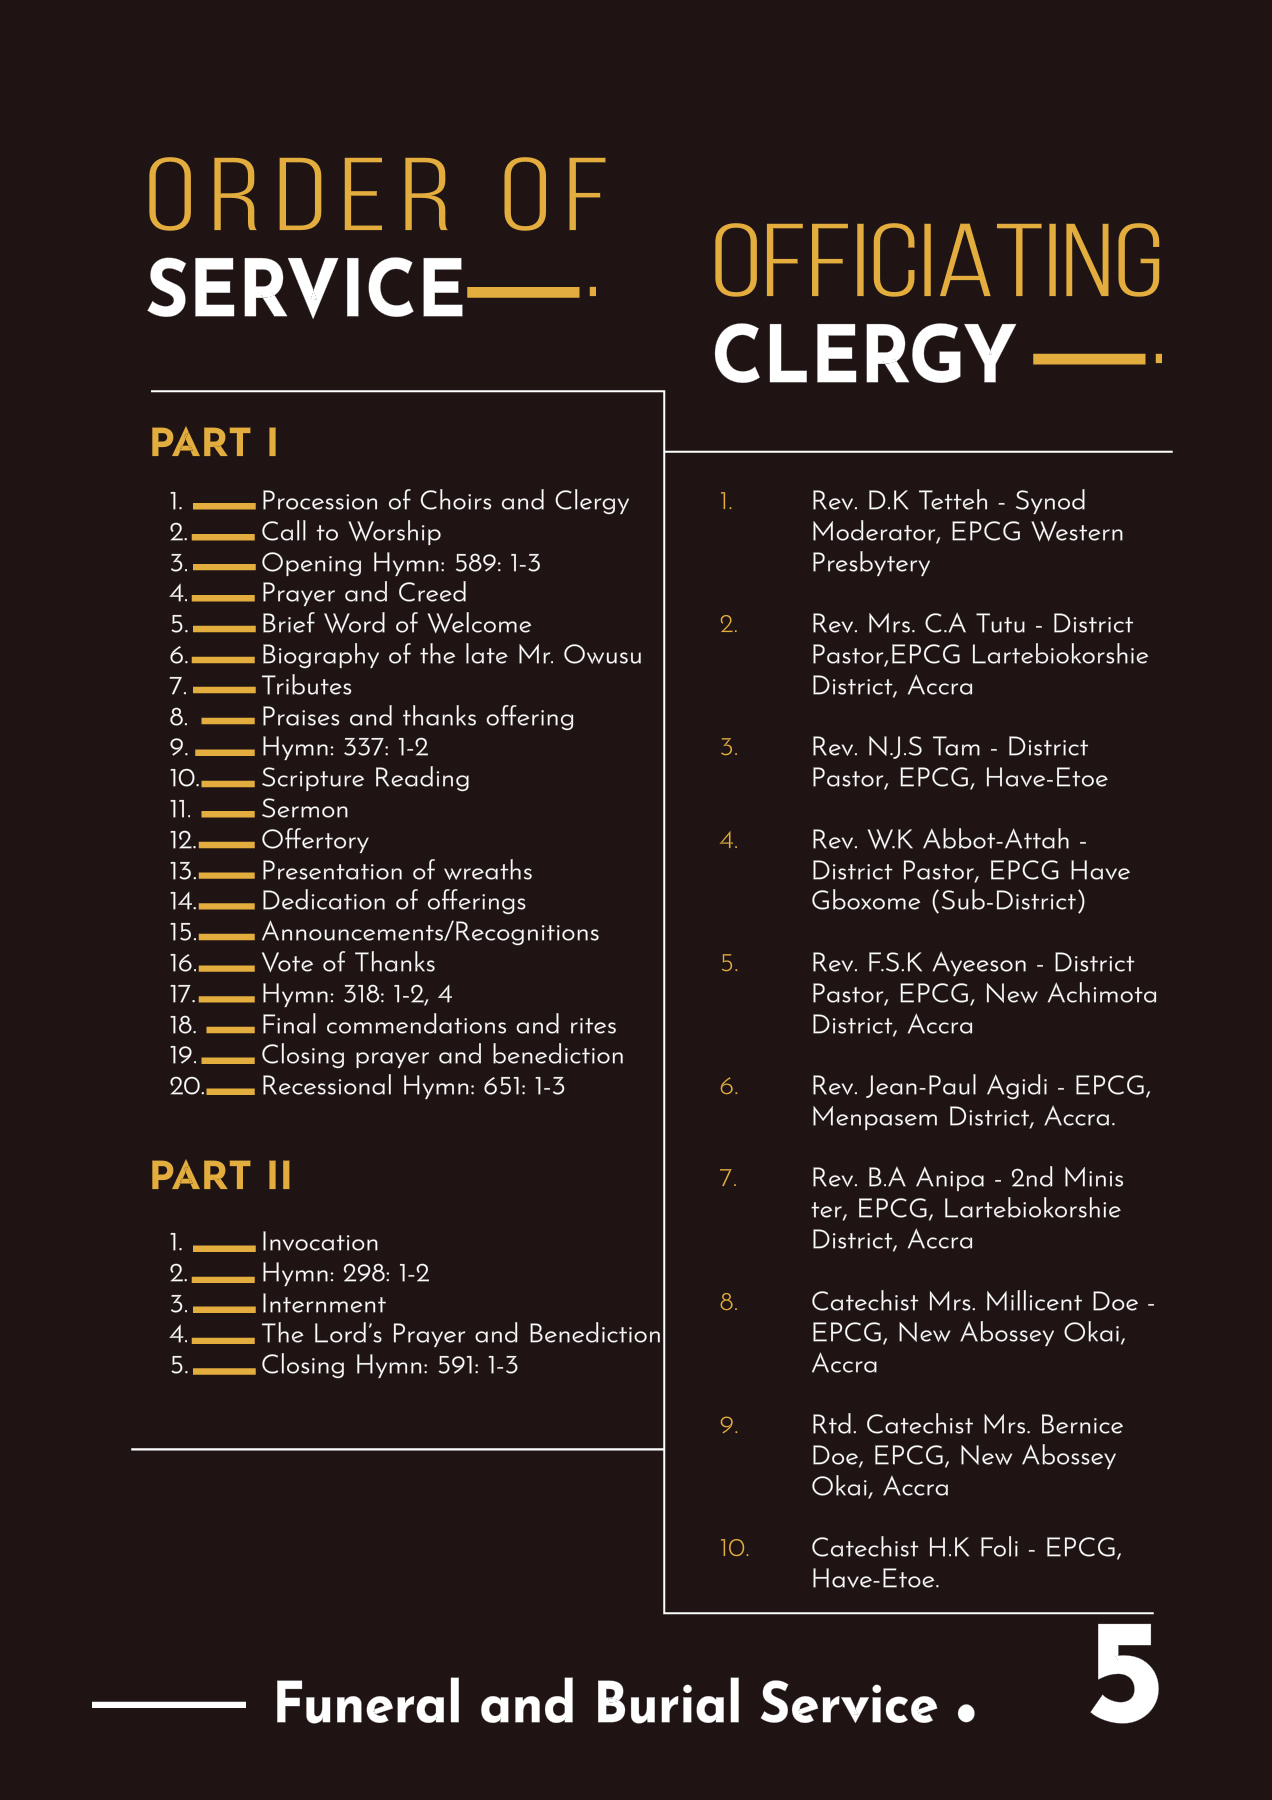 ORDER OF
SERVICE
PART I
1. Procession of Choirs and Clergy
2. Call to Worship
3. Opening Hymn: 589: 1-3
4. Prayer and Creed
5. Brief Word of Welcome
6. Biography of the late Mr. Owusu
7. Tributes
8. Praises and thanks offering
9. Hymn: 337: 1-2
10. Scripture Reading
11. Sermon
12. Offertory
13. Presentation of wreaths
14. Dedication of offerings
15. Announcements/Recognitions
16. Vote of Thanks
17. Hymn: 318: 1-2, 4
18. Final commendations and rites
19. Closing prayer and benediction
20. Recessional Hymn: 651: 1-3
PART II
1. Invocation
2. Hymn: 298: 1-2
3. Internment
4. The Lord's Prayer and Benediction
5. Closing Hymn: 591: 1-3
OFFICIATING
CLERGY
1. Rev. D.K Tetteh - Synod
Moderator, EPCG Western
Presbytery
2. Rev. Mrs. C.A Tutu - District
Pastor,EPCG Lartebiokorshie
District, Accra
3. Rev. N.J.S Tam - District
Pastor, EPCG, Have-Etoe
4. Rev. W.K Abbot-Attah -
District Pastor, EPCG Have
Gboxome (Sub-District)
5. Rev. F.S.K Ayeeson - District
Pastor, EPCG, New Achimota
District, Accra
6. Rev. Jean-Paul Agidi - EPCG,
Menpasem District, Accra.
7. Rev. B.A Anipa - 2nd Minis
ter, EPCG, Lartebiokorshie
District, Accra
8. Catechist Mrs. Millicent Doe -
EPCG, New Abossey Okai,
Accra
9. Rtd. Catechist Mrs. Bernice
Doe, EPCG, New Abossey
Okai, Accra
10. Catechist H.K Foli - EPCG,
Have-Etoe.
Funeral and Burial Service .
5